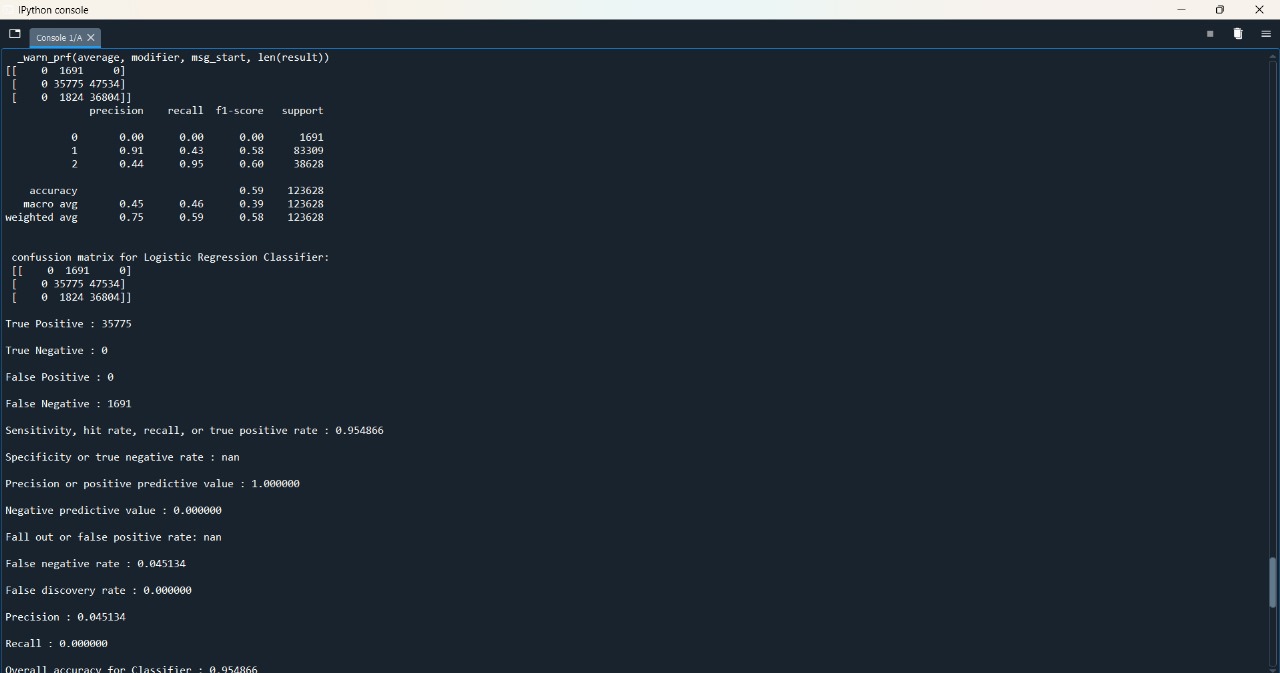 IPython console
Console 1/A
_warn_prf(average, modifier, msg_start, len(result))
[[    0  1691     0]
 [    0 35775 47534]
 [    0  1824 36804]]
              precision    recall  f1-score   support

           0       0.00      0.00      0.00      1691
           1       0.91      0.43      0.58     83309
           2       0.44      0.95      0.60     38628

    accuracy                           0.59    123628
   macro avg       0.45      0.46      0.39    123628
weighted avg       0.75      0.59      0.58    123628

 confussion matrix for Logistic Regression Classifier:
 [[    0  1691     0]
 [    0 35775 47534]
 [    0  1824 36804]]
True Positive : 35775
True Negative : 0
False Positive : 0
False Negative : 1691
Sensitivity, hit rate, recall, or true positive rate : 0.954866
Specificity or true negative rate : nan
Precision or positive predictive value : 1.000000
Negative predictive value : 0.000000
Fall out or false positive rate: nan
False negative rate : 0.045134
False discovery rate : 0.000000
Precision : 0.045134
Recall : 0.000000
Overall accuracy for Classifier : 0.954866